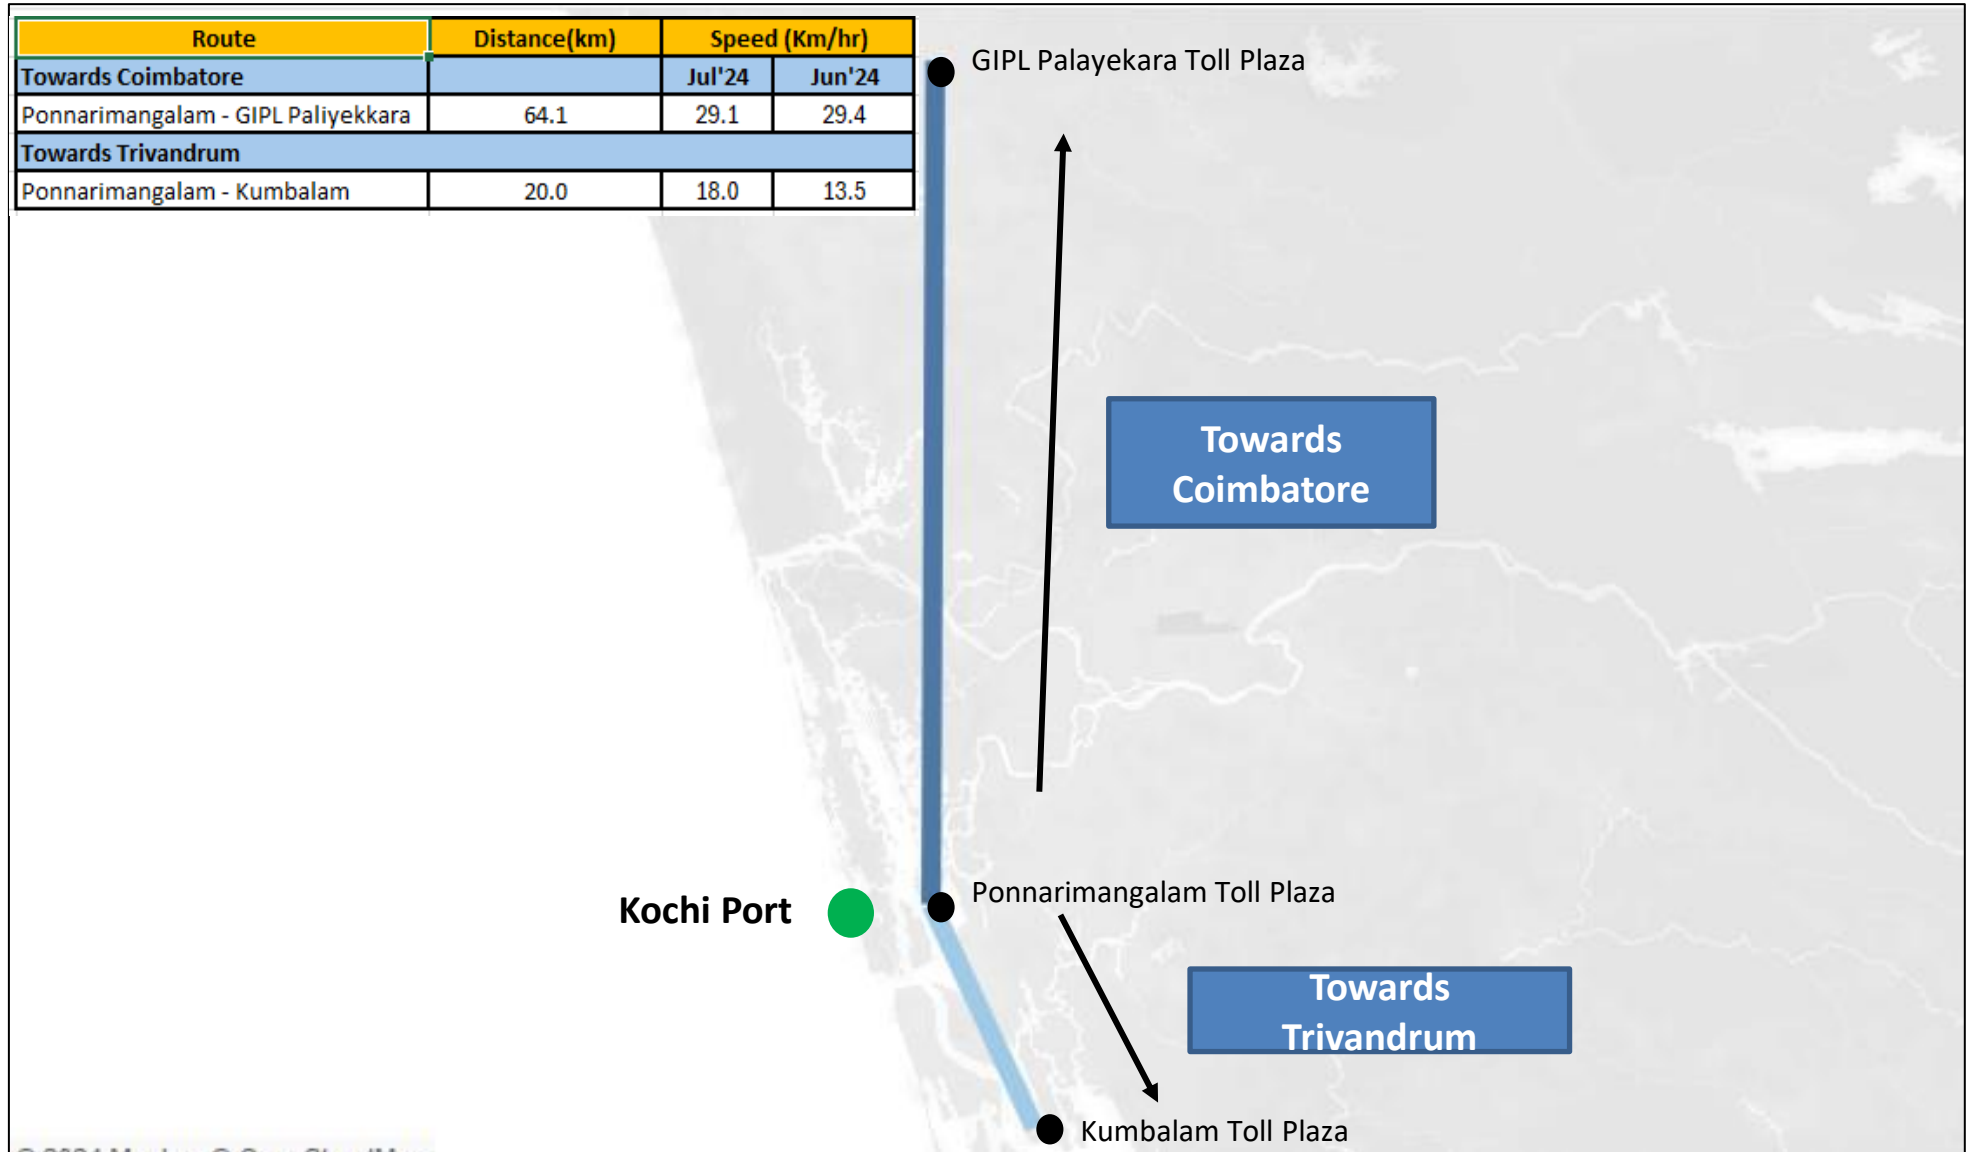 Route Distance(km) Speed (Km/hr)
Towards Coimbatore Jul'24 Jun'24
Ponnarimangalam - GIPL Paliyekkara 64.1 29.1 29.4
Towards Trivandrum
Ponnarimangalam - Kumbalam 20.0 18.0 13.5
GIPL Palayekara Toll Plaza
Towards
Coimbatore
Kochi Port
Ponnarimangalam Toll Plaza
Towards
Trivandrum
Kumbalam Toll Plaza